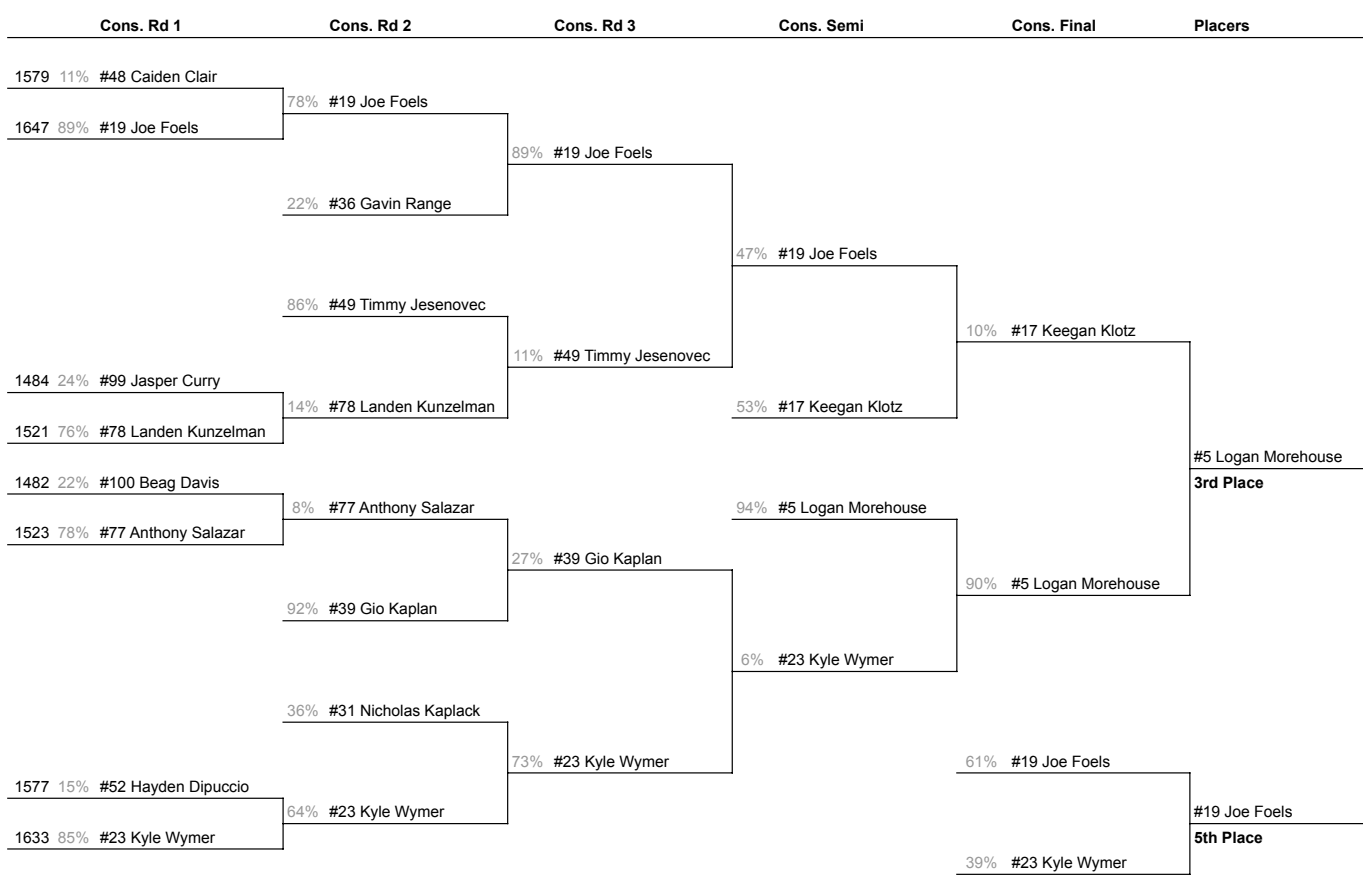 Cons. Rd 1 Cons. Rd 2 Cons. Rd 3 Cons. Semi Cons. Final Placers
1579 11% #48 Caiden Clair
78% #19 Joe Foels
1647 89% #19 Joe Foels
89% #19 Joe Foels
22% #36 Gavin Range
47% #19 Joe Foels
86% #49 Timmy Jesenovec
10% #17 Keegan Klotz
11% #49 Timmy Jesenovec
1484 24% #99 Jasper Curry
14% #78 Landen Kunzelman
53% #17 Keegan Klotz
1521 76% #78 Landen Kunzelman
#5 Logan Morehouse
1482 22% #100 Beag Davis
3rd Place
8% #77 Anthony Salazar
94% #5 Logan Morehouse
1523 78% #77 Anthony Salazar
27% #39 Gio Kaplan
90% #5 Logan Morehouse
92% #39 Gio Kaplan
6% #23 Kyle Wymer
36% #31 Nicholas Kaplack
73% #23 Kyle Wymer
61% #19 Joe Foels
1577 15% #52 Hayden Dipuccio
64% #23 Kyle Wymer
#19 Joe Foels
1633 85% #23 Kyle Wymer
5th Place
39% #23 Kyle Wymer